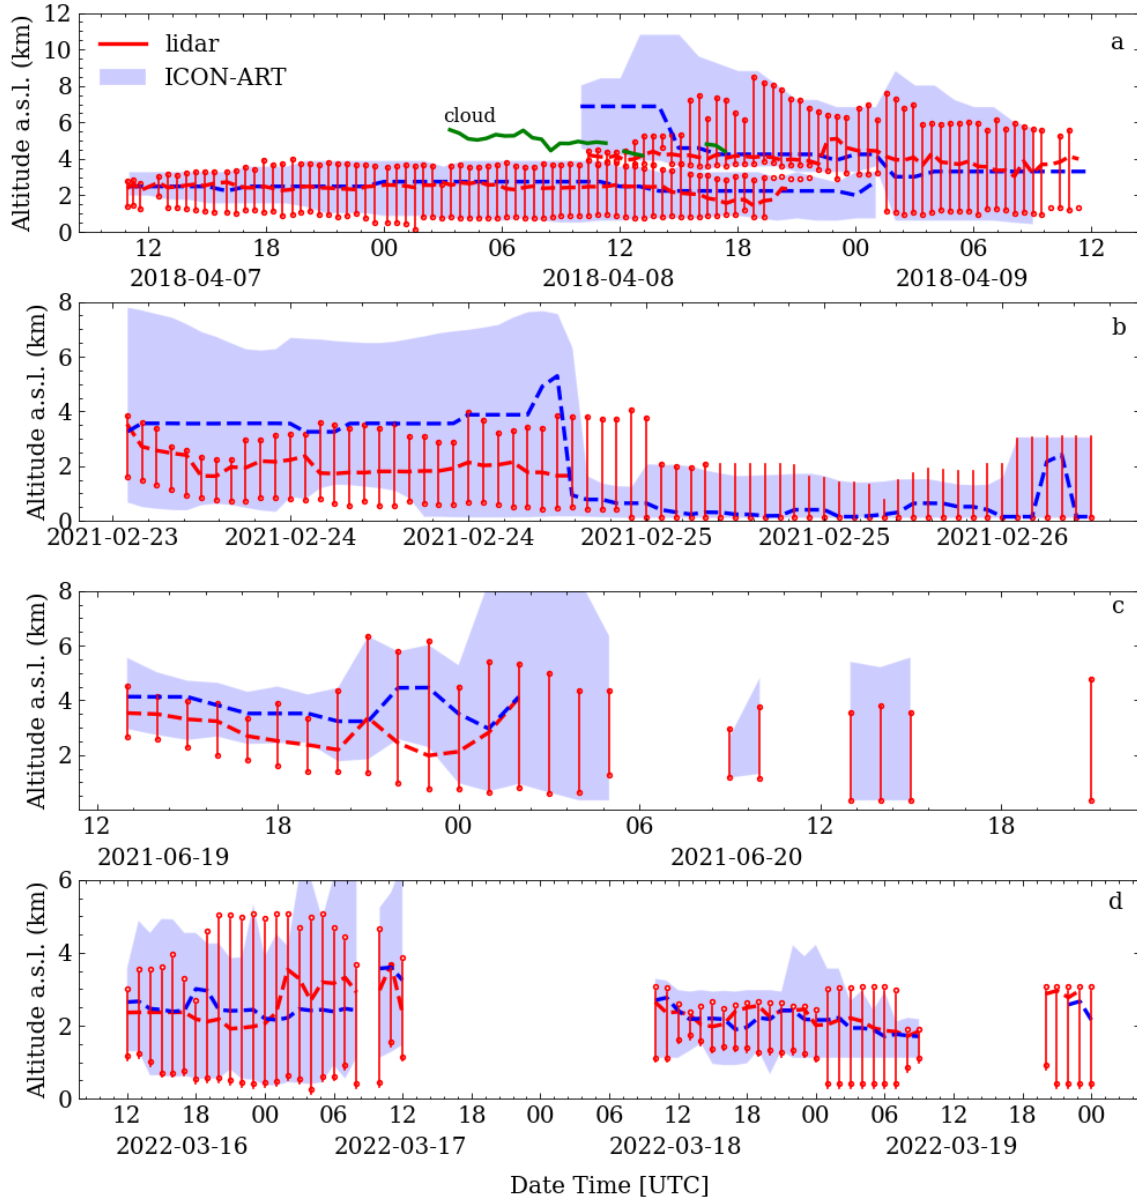 12
10
8
6
4
2
0
Altitude a.s.l. (km)
lidar
ICON-ART
cloud
a
12 18 00 06 12 18 00 06 12
2018-04-07 2018-04-08 2018-04-09
8
6
4
2
0
Altitude a.s.l. (km)
b
2021-02-23 2021-02-24 2021-02-24 2021-02-25 2021-02-25 2021-02-26
8
6
4
2
Altitude a.s.l. (km)
c
12 18 00 06 12 18
2021-06-19 2021-06-20
6
4
2
0
Altitude a.s.l. (km)
d
12 18 00 06 12 18 00 06 12 18 00 06 12 18 00
2022-03-16 2022-03-17 2022-03-18 2022-03-19
Date Time [UTC]